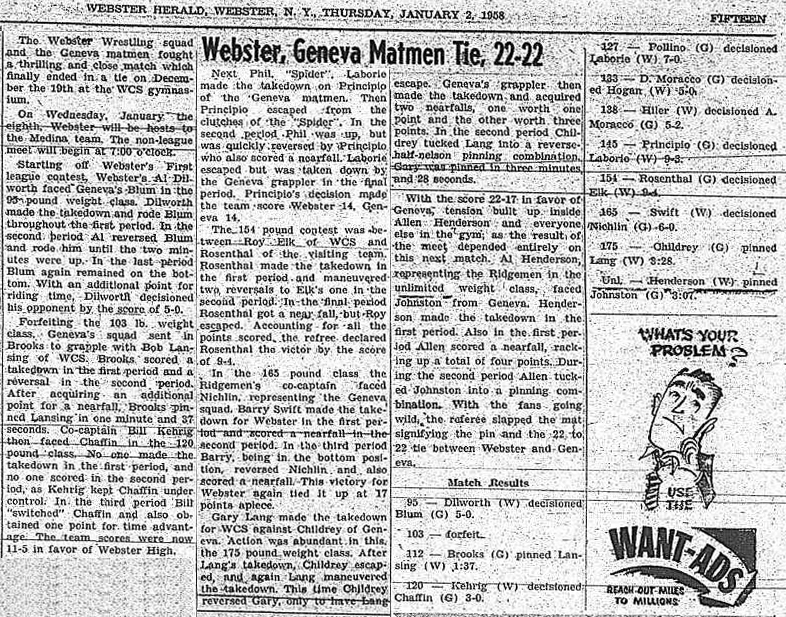 WEBSTER HERALD, WEBSTER, N. Y., THURSDAY, JANUARY 2, 1958
FIFTEEN
Webster, Geneva Matmen Tie, 22-22
The Webster Wrestling squad
and the Geneva matmen fought
a thrilling and close match which
finally ended in a tie on Decem-
ber the 19th at the WCS gymnas-
ium.
On Wednesday, January the
eighth, Webster will be hosts to
the Medina team. The non-league
meet will begin at 7:00 o'clock.
Starting off Webster's First
league contest, Webster's Al Dil-
worth faced Geneva's Blum in the
95 pound weight class. Dilworth
made the takedown and rode Blum
throughout the first period. In the
second period Al reversed Blum
and rode him until the two min-
utes were up. In the last period
Blum again remained on the bot-
tom. With an additional point for
riding time, Dilworth decisioned
his opponent by the score of 5-0.
Forfeiting the 103 lb. weight
class, Geneva's squad sent in
Brooks to grapple with Bob Lan-
sing of WCS. Brooks scored a
takedown in the first period and a
reversal in the second period.
After acquiring an additional
point for a nearfall, Brooks pin-
ned Lansing in one minute and 37
seconds. Co-captain Bill Kehrig
then faced Chaffin in the 120
pound class. No one made the
takedown in the first period, and
no one scored in the second per-
iod, as Kehrig kept Chaffin under
control. In the third period Bill
"switched" Chaffin and also ob-
tained one point for time advan-
tage. The team scores were now
11-5 in favor of Webster High.
Next Phil, "Spider", Laborie
made the takedown on Principio
of the Geneva matmen. Then
Principio escaped from the
clutches of the "Spider". In the
second period Phil was up, but
was quickly reversed by Principio
who also scored a nearfall. Laborie
escaped but was taken down by
the Geneva grappler in the final
period. Principio's decision made
the team score Webster 14, Gen-
eva 14.
The 154 pound contest was be-
tween Roy Elk of WCS and
Rosenthal of the visiting team.
Rosenthal made the takedown in
the first period and maneuvered
two reversals to Elk's one in the
second period. In the final period
Rosenthal got a near fall, but Roy
escaped. Accounting for all the
points scored, the refree declared
Rosenthal the victor by the score
of 9-4.
In the 165 pound class the
Ridgemen's co-captain faced
Nichlin, representing the Geneva
squad. Barry Swift made the take-
down for Webster in the first per-
iod and scored a nearfall in the
second period. In the third period
Barry, being in the bottom posi-
tion, reversed Nichlin and also
scored a nearfall. This victory for
Webster again tied it up at 17
points apiece.
Gary Lang made the takedown
for WCS against Childrey of Gen-
eva. Action was abundant in this,
the 175 pound weight class. After
Lang's takedown, Childrey escap-
ed, and again Lang maneuvered
the takedown. This time Childrey
reversed Gary, only to have Lang
escape. Geneva's grappler then
made the takedown and acquired
two nearfalls, one worth one
point and the other worth three
points. In the second period Chil-
drey tucked Lang into a reverse-
half-nelson pinning combination.
Gary was pinned in three minutes
and 28 seconds.
With the score 22-17 in favor of
Geneva, tension built up inside
Allen Henderson and everyone
else in the gym, as the result of
the meet depended entirely on
this next match. Al Henderson,
representing the Ridgemen in the
unlimited weight class, faced
Johnston from Geneva. Hender-
son made the takedown in the
first period. Also in the first per-
iod Allen scored a nearfall, rack-
ing up a total of four points. Dur-
ing the second period Allen tuck-
ed Johnston into a pinning com-
bination. With the fans going
wild, the referee slapped the mat
signifying the pin and the 22 to
22 tie between Webster and Gen-
eva.
Match Results
95 — Dilworth (W) decisioned
Blum (G) 5-0.
103 — forfeit.
112 — Brooks (G) pinned Lan-
sing (W) 1:37.
120 — Kehrig (W) decisioned
Chaffin (G) 3-0.
127 — Pollino (G) decisioned
Laborie (W) 7-0.
133 — D. Moracco (G) decision-
ed Hogan (W) 5-0.
138 — Hiler (W) decisioned A.
Moracco (G) 5-2.
145 — Principio (G) decisioned
Laborie (W) 9-3.
154 — Rosenthal (G) decisioned
Elk (W) 9-4
165 — Swift (W) decisioned
Nichlin (G) 6-0.
175 — Childrey (G) pinned
Lang (W) 3:28.
Unl. — Henderson (W) pinned
Johnston (G) 3:07.
WHAT'S YOUR
PROBLEM
USE
THE
WANT-ADS
REACH OUT MILES
TO MILLIONS